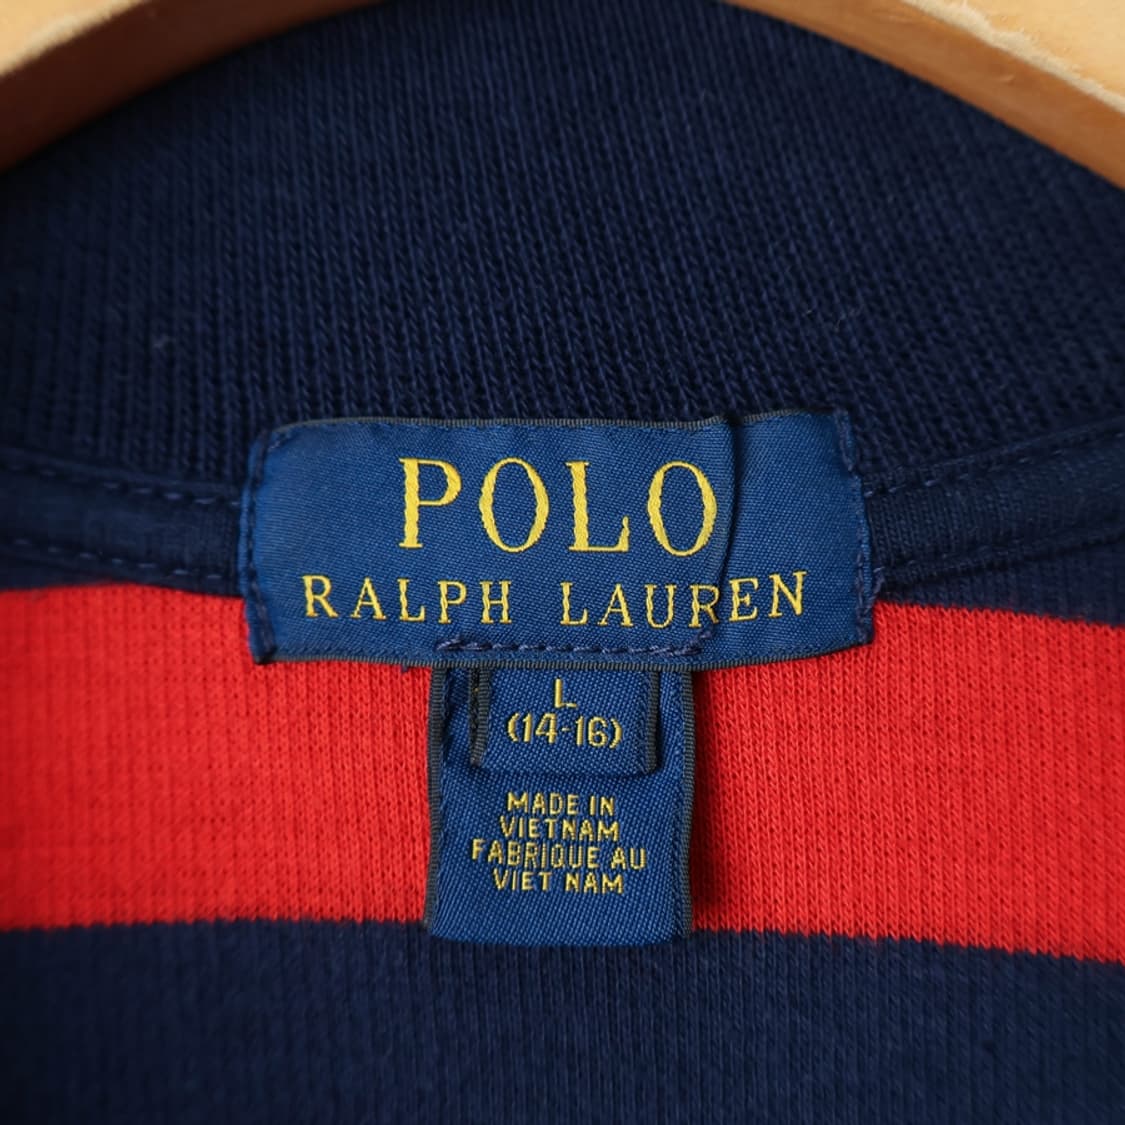 POLO
RALPH LAUREN
L
(14-16)
MADE IN
VIETNAM
FABRIQUE AU
VIET NAM